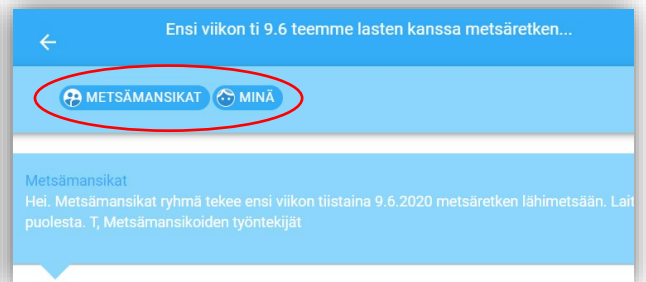 Ensi viikon ti 9.6 teemme lasten kanssa metsäretken...
METSÄMANSIKAT MINÄ
Metsämansikat
Hei. Metsämansikat ryhmä tekee ensi viikon tiistaina 9.6.2020 metsäretken lähimetsään. Lait
puolesta. T, Metsämansikoiden työntekijät